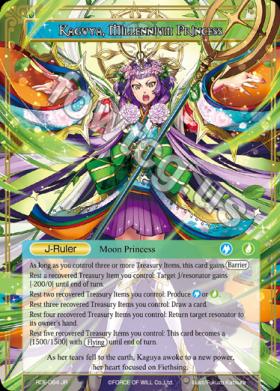 Kaguya, Millennium Princess
J-Ruler
Moon Princess
As long as you control three or more Treasury Items, this card gains Barrier
Rest a recovered Treasury Item you control: Target J/resonator gains
[-200/0] until end of turn.
Rest two recovered Treasury Items you control: Produce or .
Rest three recovered Treasury Items you control: Draw a card.
Rest four recovered Treasury Items you control: Return target resonator to
its owner's hand.
Rest five recovered Treasury Items you control: This card becomes a
[1500/1500] with Flying until end of turn.
As her tears fell to the earth, Kaguya awoke to a new power,
her heart focused on Fiethsing.
©FORCE OF WILL Co.,Ltd.